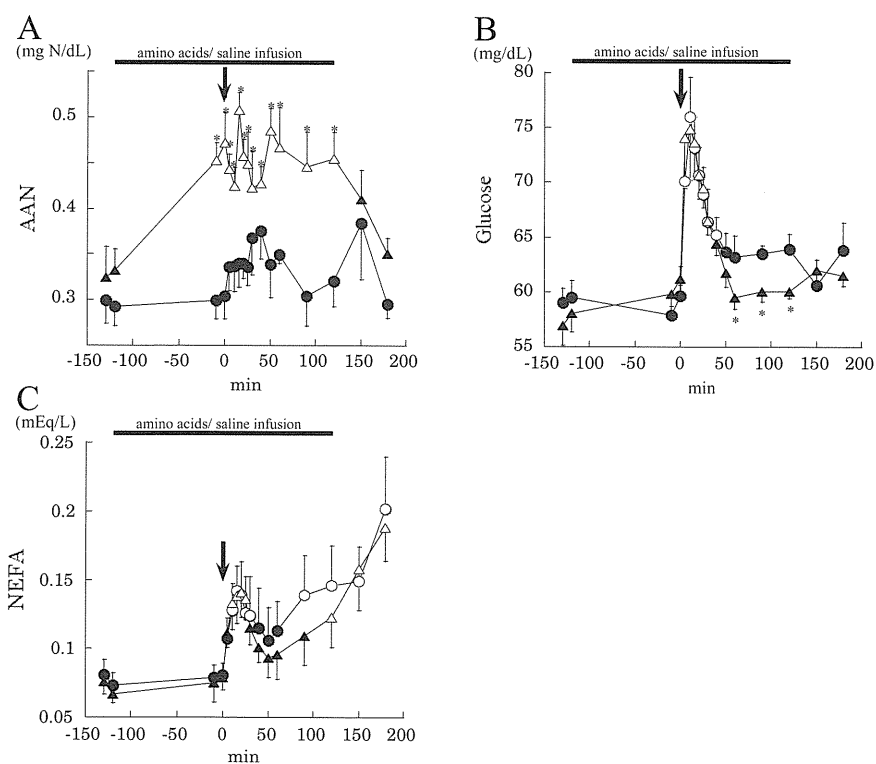 A
(mg N/dL)
amino acids/ saline infusion
0.5
0.4
0.3
AAN
* * * * * * * * * * * * *
-150 -100 -50 0 50 100 150 200
min
B
(mg/dL)
amino acids/ saline infusion
80
75
70
65
60
55
Glucose
* * *
-150 -100 -50 0 50 100 150 200
min
C
(mEq/L)
amino acids/ saline infusion
0.25
0.2
0.15
0.1
0.05
NEFA
-150 -100 -50 0 50 100 150 200
min